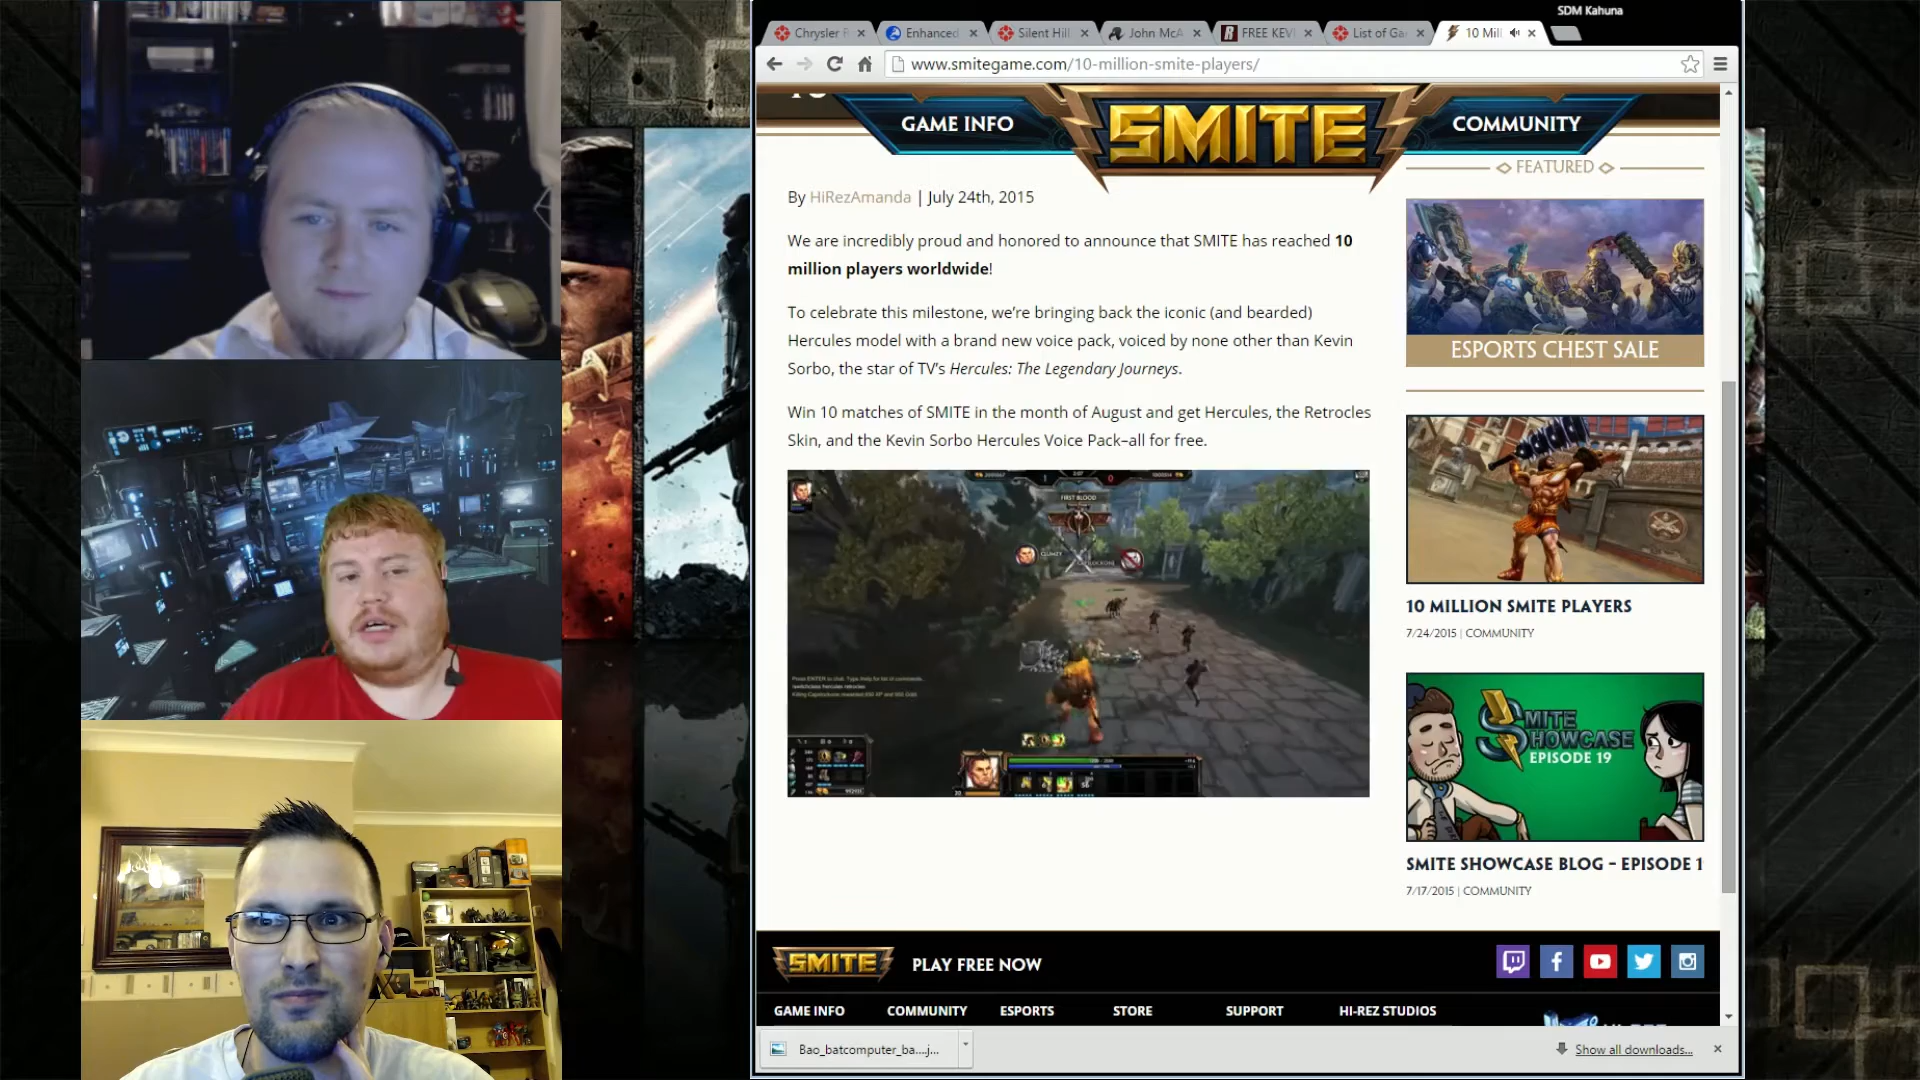 SDM Kahuna
Chrysler
Enhanced
Silent Hill
John McA
FREE KEV
List of Ga
10 Mill
www.smitegame.com/10-million-smite-players/
GAME INFO
SMITE
COMMUNITY
FEATURED
By HiRezAmanda | July 24th, 2015
We are incredibly proud and honored to announce that SMITE has reached 10
million players worldwide!
To celebrate this milestone, we're bringing back the iconic (and bearded)
Hercules model with a brand new voice pack, voiced by none other than Kevin
Sorbo, the star of TV's Hercules: The Legendary Journeys.
Win 10 matches of SMITE in the month of August and get Hercules, the Retrocles
Skin, and the Kevin Sorbo Hercules Voice Pack–all for free.
FIRST BLOOD
ESPORTS CHEST SALE
10 MILLION SMITE PLAYERS
7/24/2015 | COMMUNITY
SMITE
SHOWCASE
EPISODE 19
SMITE SHOWCASE BLOG – EPISODE 1
7/17/2015 | COMMUNITY
SMITE
PLAY FREE NOW
GAME INFO
COMMUNITY
ESPORTS
STORE
SUPPORT
HI-REZ STUDIOS
Bao_batcomputer_ba....j...
Show all downloads...